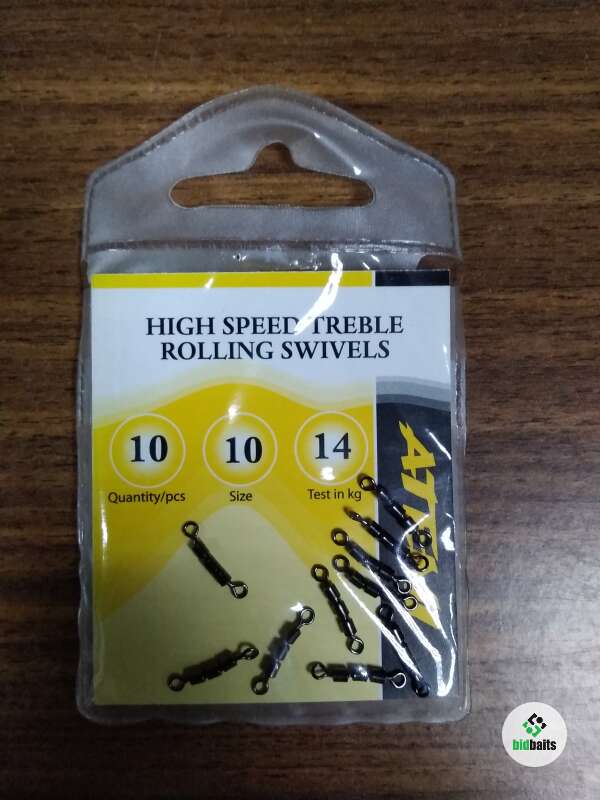 HIGH SPEED TREBLE
ROLLING SWIVELS
10
10
14
Quantity/pcs
Size
Test in kg
bidbaits